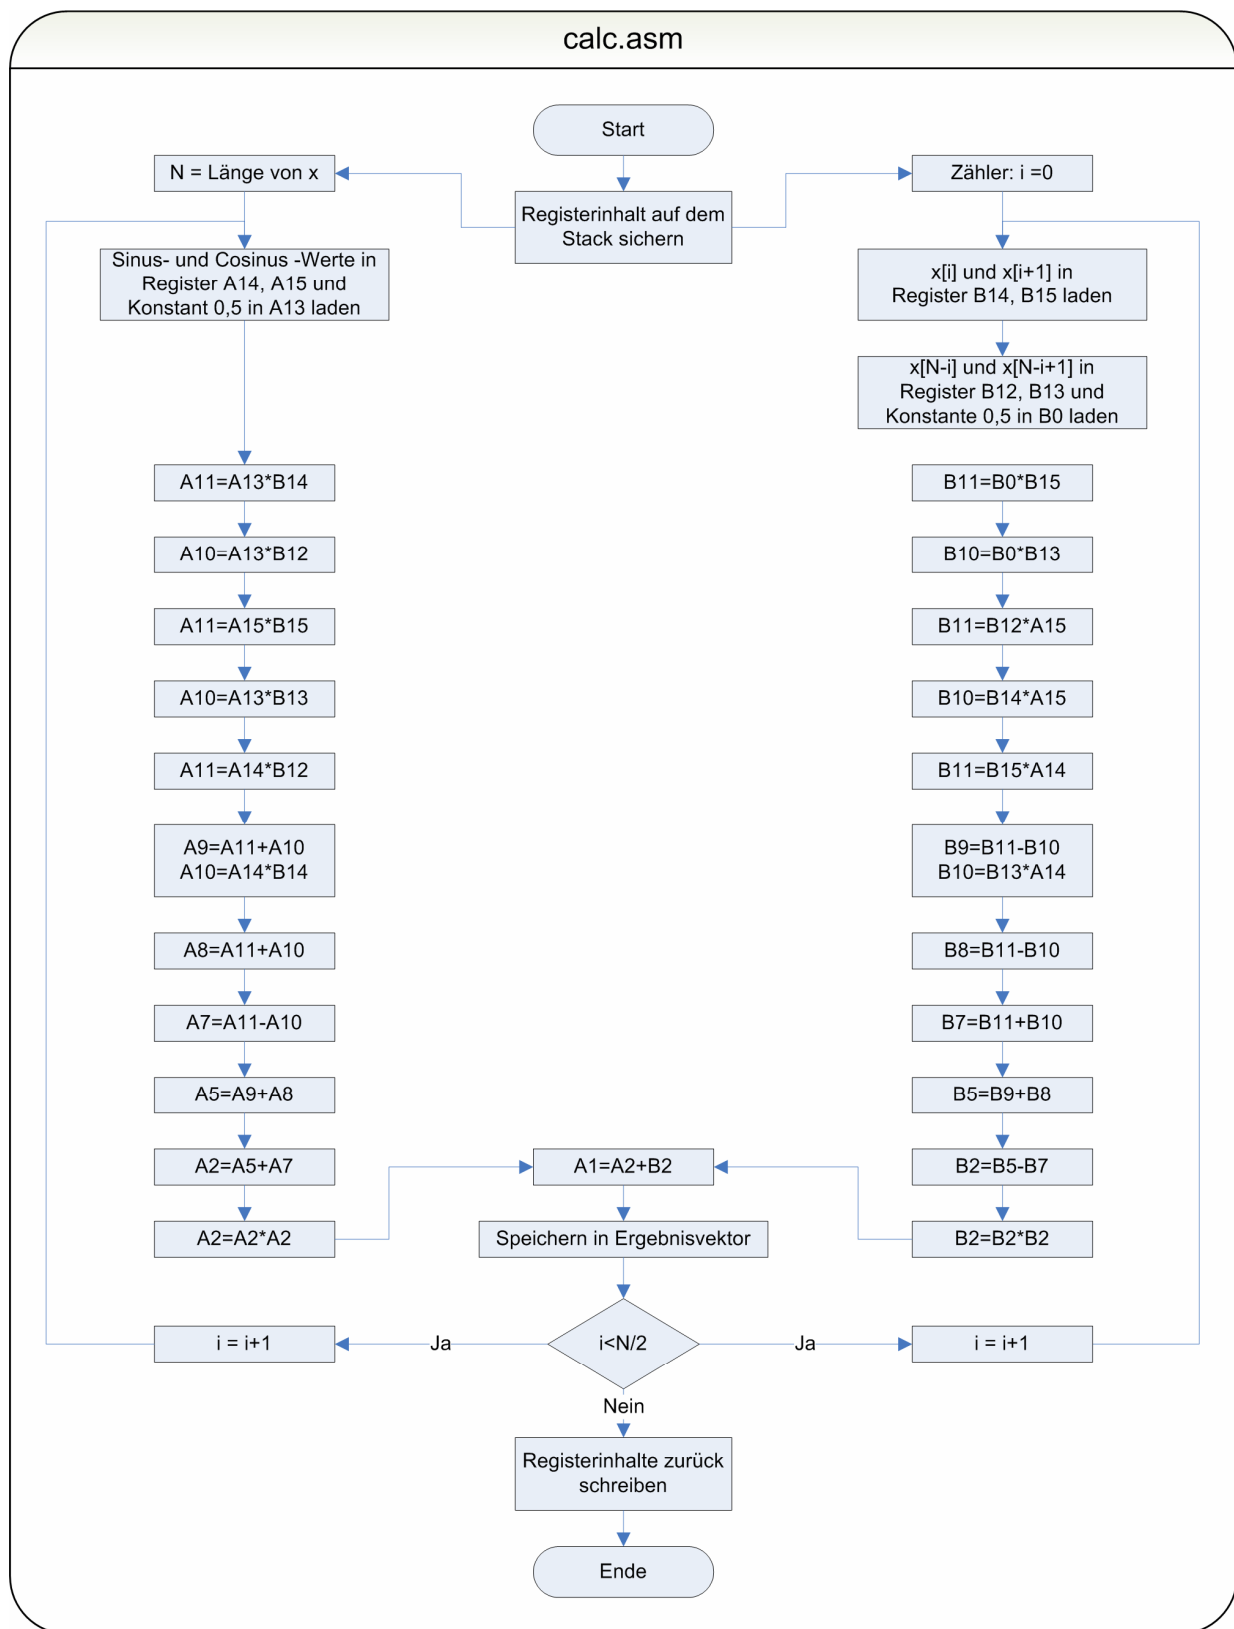 calc.asm
Start
N = Länge von x
Zähler: i =0
Registerinhalt auf dem
Stack sichern
Sinus- und Cosinus -Werte in
Register A14, A15 und
Konstant 0,5 in A13 laden
x[i] und x[i+1] in
Register B14, B15 laden
x[N-i] und x[N-i+1] in
Register B12, B13 und
Konstante 0,5 in B0 laden
A11=A13*B14
B11=B0*B15
A10=A13*B12
B10=B0*B13
A11=A15*B15
B11=B12*A15
A10=A13*B13
B10=B14*A15
A11=A14*B12
B11=B15*A14
A9=A11+A10
A10=A14*B14
B9=B11-B10
B10=B13*A14
A8=A11+A10
B8=B11-B10
A7=A11-A10
B7=B11+B10
A5=A9+A8
B5=B9+B8
A2=A5+A7
A1=A2+B2
B2=B5-B7
A2=A2*A2
Speichern in Ergebnisvektor
B2=B2*B2
i = i+1
Ja
i<N/2
Ja
i = i+1
Nein
Registerinhalte zurück
schreiben
Ende